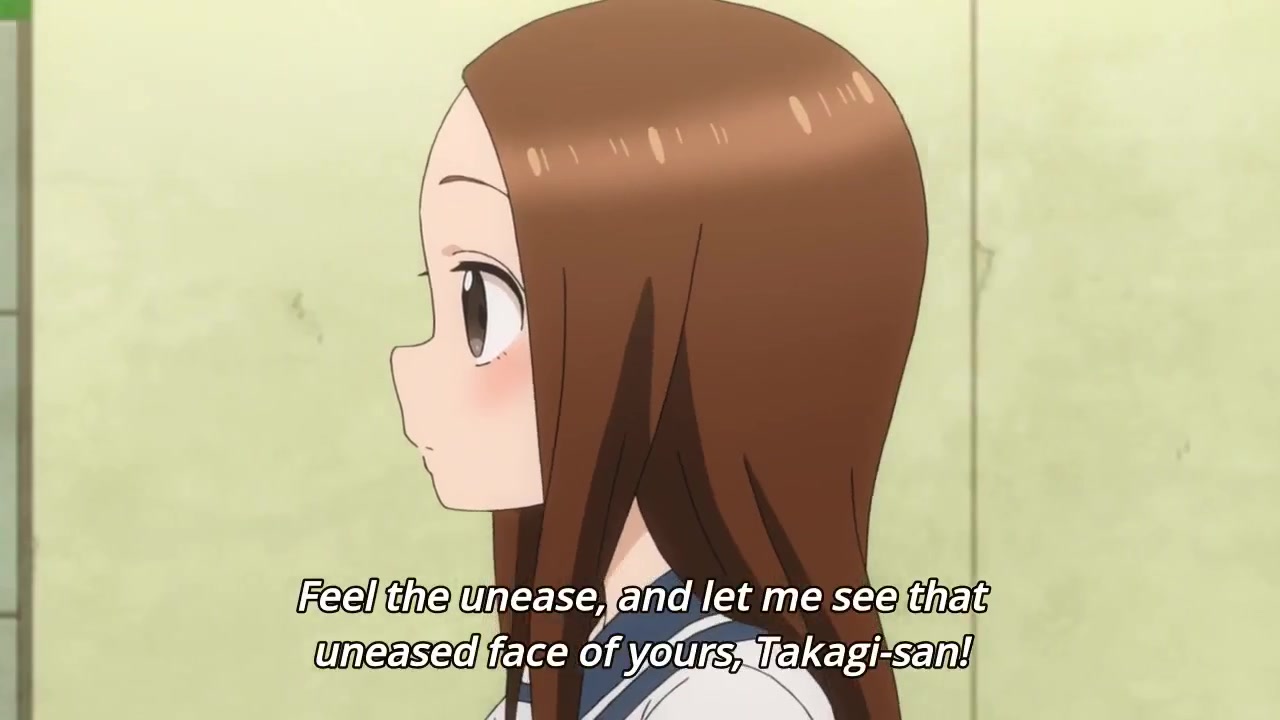 Feel the unease, and let me see that
uneased face of yours, Takagi-san!